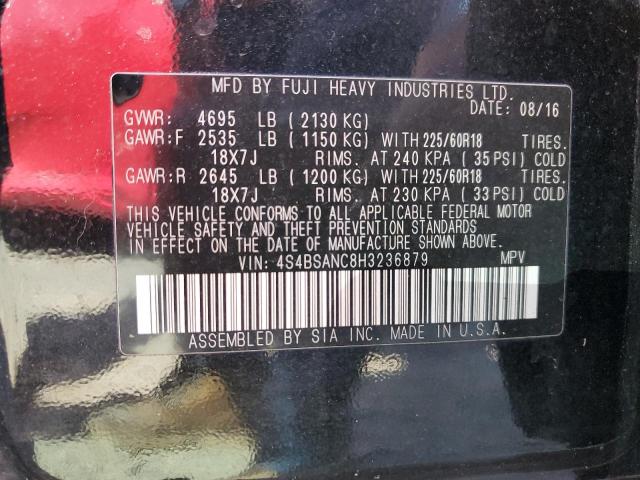 MFD BY FUJI HEAVY INDUSTRIES LTD.
DATE: 08/16
GVWR: 4695 LB (2130 KG)
GAWR:F 2535 LB (1150 KG) WITH 225/60R18 TIRES.
18X7J RIMS. AT 240 KPA (35 PSI) COLD
GAWR:R 2645 LB (1200 KG) WITH 225/60R18 TIRES.
18X7J RIMS. AT 230 KPA (33 PSI) COLD
THIS VEHICLE CONFORMS TO ALL APPLICABLE FEDERAL MOTOR
VEHICLE SAFETY AND THEFT PREVENTION STANDARDS
IN EFFECT ON THE DATE OF MANUFACTURE SHOWN ABOVE.
VIN: 4S4BSANC8H3236879 MPV
ASSEMBLED BY SIA INC. MADE IN U.S.A.